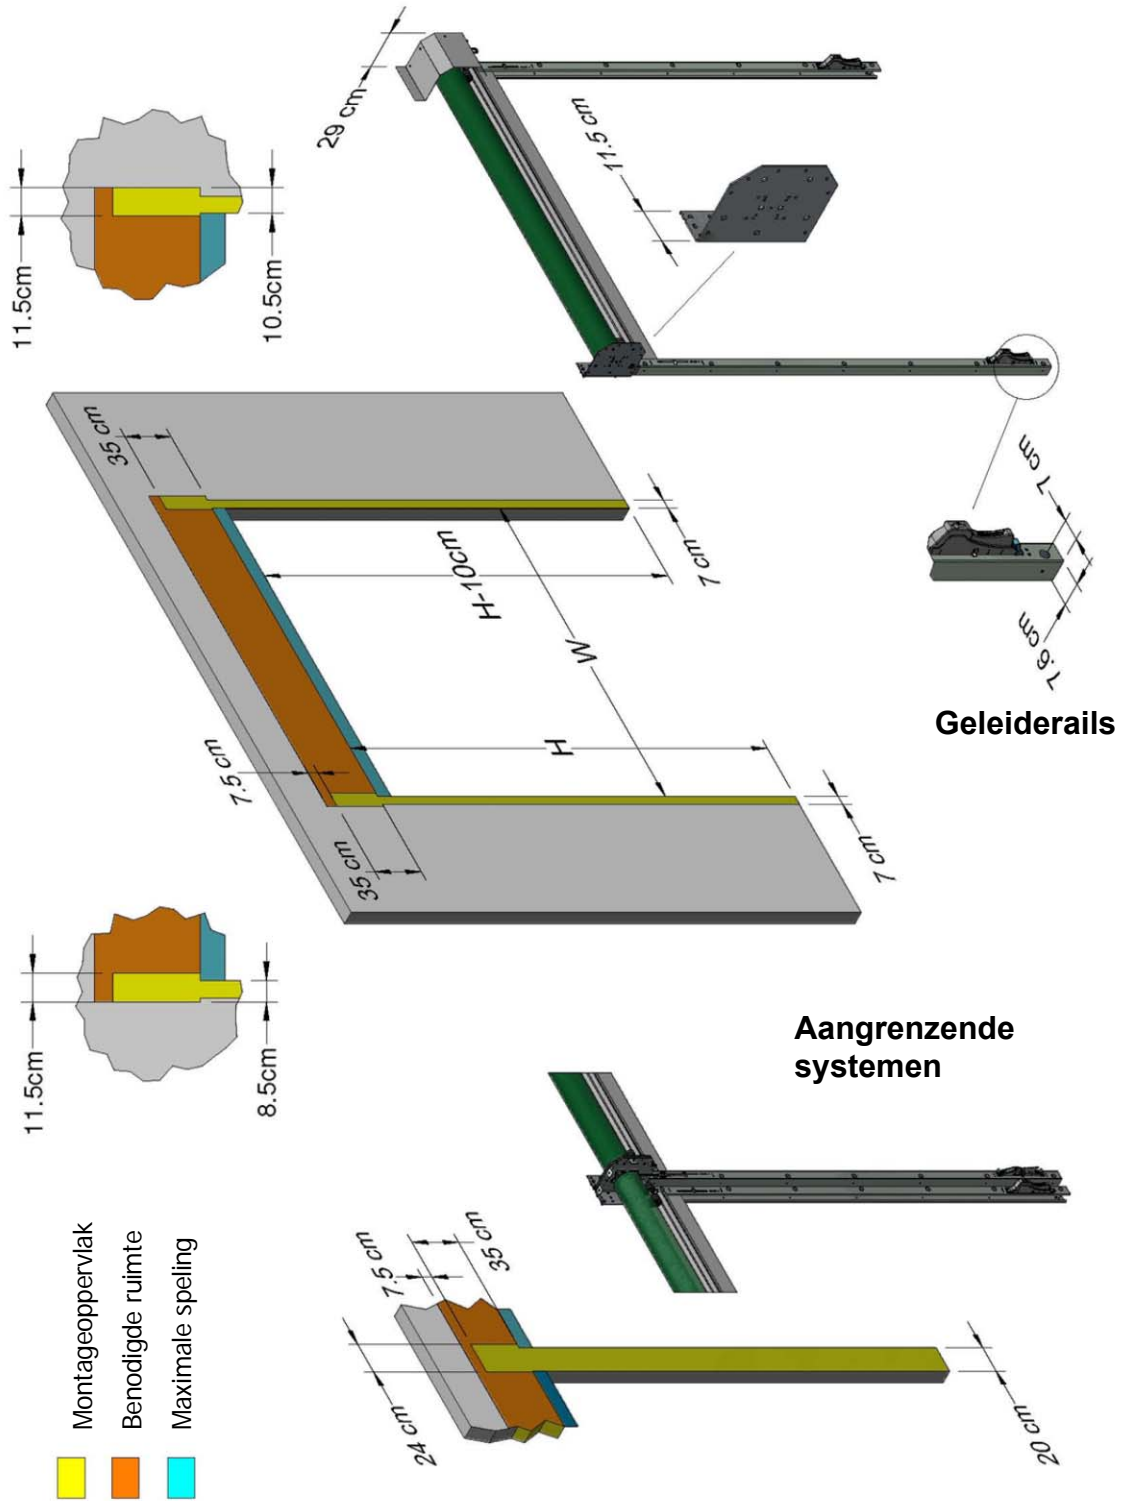 29 cm
11.5cm
10.5cm
11.5 cm
35 cm
H-10cm
7 cm
W
7.5 cm
H
35 cm
7 cm
7 cm
7.6 cm
Geleiderails
11.5cm
8.5cm
Aangrenzende
systemen
Montageoppervlak
Benodigde ruimte
Maximale speling
7.5 cm
35 cm
24 cm
20 cm